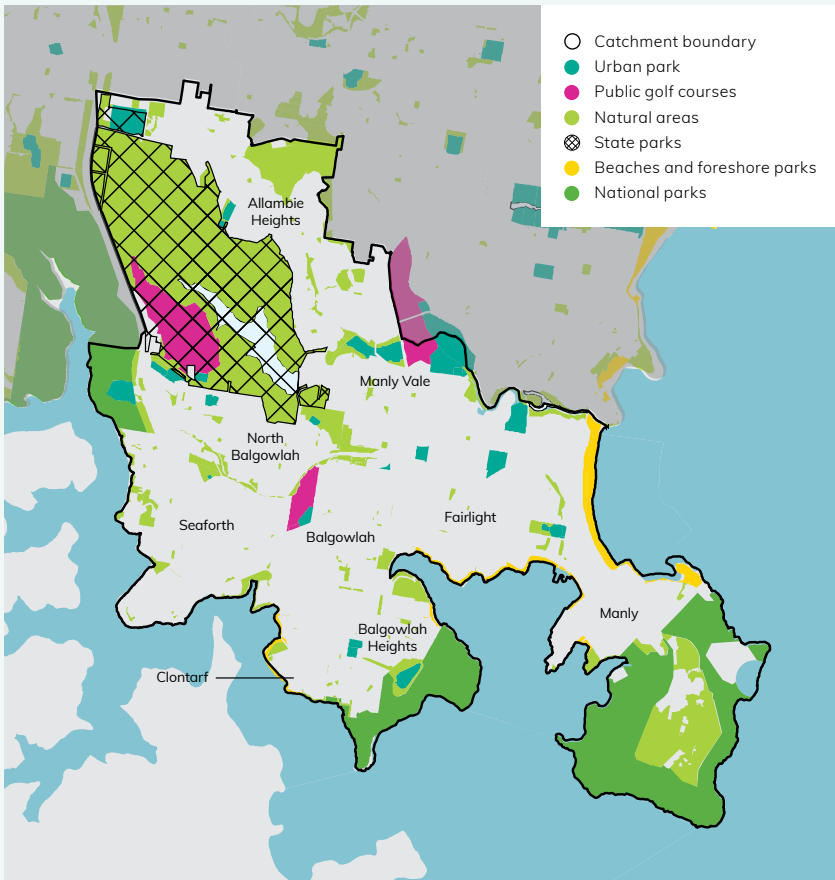 Catchment boundary
Urban park
Public golf courses
Natural areas
State parks
Beaches and foreshore parks
National parks
Allambie
Heights
Manly Vale
North
Balgowlah
Seaforth
Balgowlah
Fairlight
Manly
Balgowlah
Heights
Clontarf